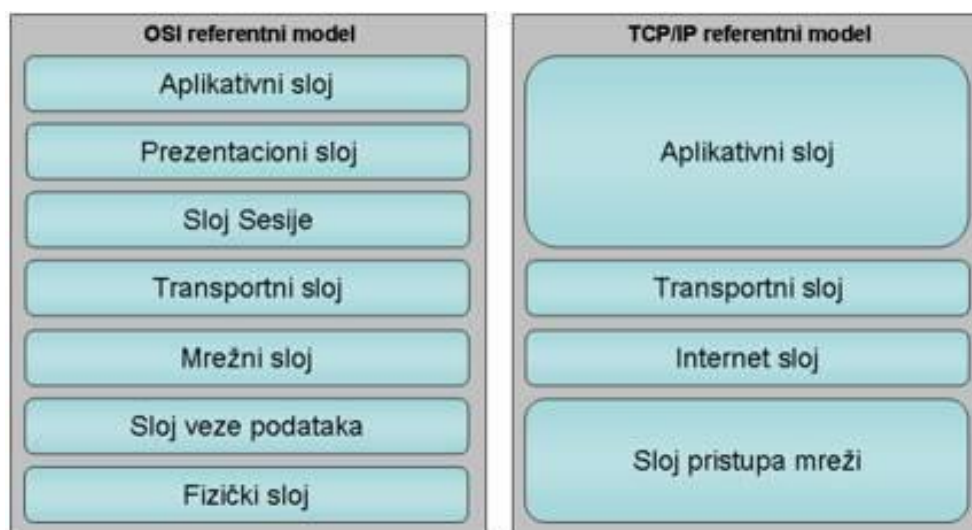 OSI referentni model
Aplikativni sloj
Prezentacioni sloj
Sloj Sesije
Transportni sloj
Mrežni sloj
Sloj veze podataka
Fizički sloj
TCP/IP referentni model
Aplikativni sloj
Transportni sloj
Internet sloj
Sloj pristupa mreži